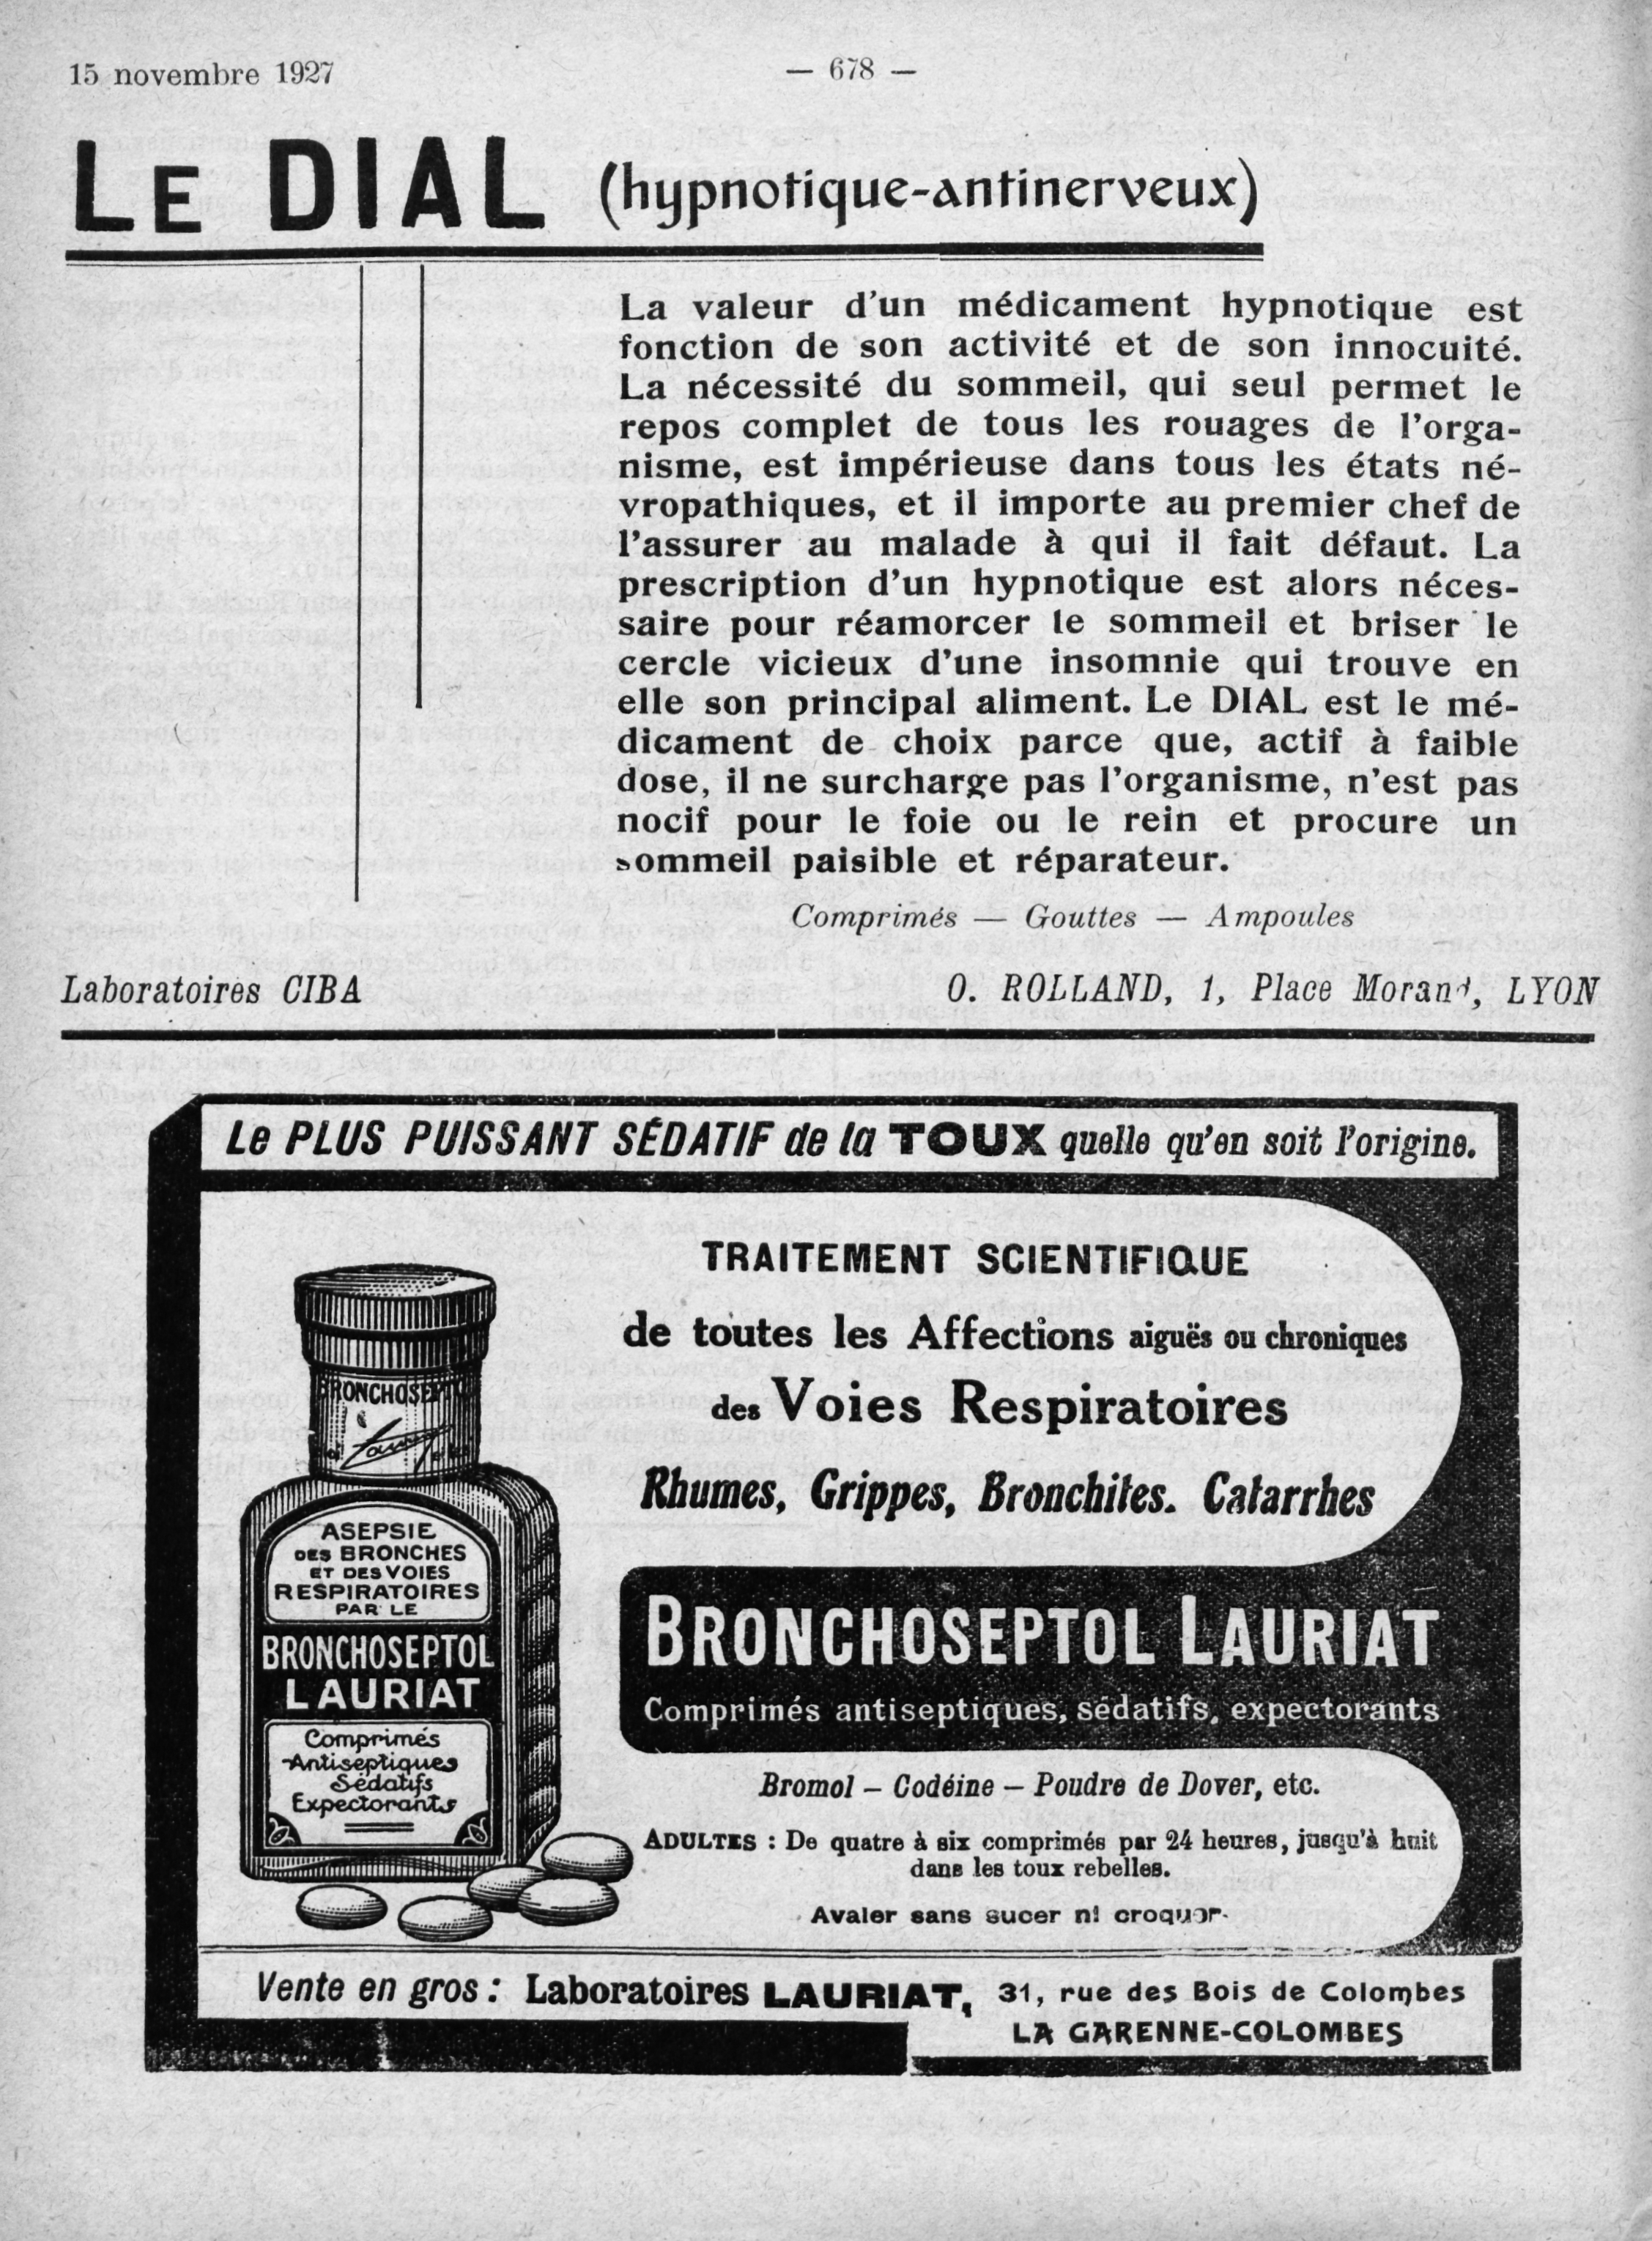 15 novembre 1927
— 678 —
LE DIAL (hypnotique-antinerveux)
La valeur d'un médicament hypnotique est
fonction de son activité et de son innocuité.
La nécessité du sommeil, qui seul permet le
repos complet de tous les rouages de l'orga-
nisme, est impérieuse dans tous les états né-
vropathiques, et il importe au premier chef de
l'assurer au malade à qui il fait défaut. La
prescription d'un hypnotique est alors néces-
saire pour réamorcer le sommeil et briser le
cercle vicieux d'une insomnie qui trouve en
elle son principal aliment. Le DIAL est le mé-
dicament de choix parce que, actif à faible
dose, il ne surcharge pas l'organisme, n'est pas
nocif pour le foie ou le rein et procure un
sommeil paisible et réparateur.
Comprimés — Gouttes — Ampoules
Laboratoires CIBA
O. ROLLAND, 1, Place Morand, LYON
Le PLUS PUISSANT SÉDATIF de la TOUX quelle qu'en soit l'origine.
TRAITEMENT SCIENTIFIQUE
de toutes les Affections aiguës ou chroniques
des Voies Respiratoires
Rhumes, Grippes, Bronchites. Catarrhes
BRONCHOSEPTOL
ASEPSIE
DES BRONCHES
ET DES VOIES
RESPIRATOIRES
PAR LE
BRONCHOSEPTOL
LAURIAT
Comprimés
Antiseptiques
Sédatifs
Expectorants
BRONCHOSEPTOL LAURIAT
Comprimés antiseptiques, sédatifs, expectorants
Bromol – Codéine – Poudre de Dover, etc.
ADULTES : De quatre à six comprimés par 24 heures, jusqu'à huit
dans les toux rebelles.
Avaler sans sucer ni croquer.
Vente en gros : Laboratoires LAURIAT, 31, rue des Bois de Colombes
LA GARENNE-COLOMBES